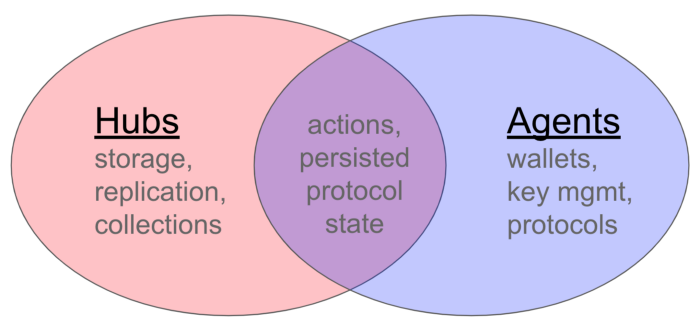 Hubs
storage,
replication,
collections
actions,
persisted
protocol
state
Agents
wallets,
key mgmt,
protocols